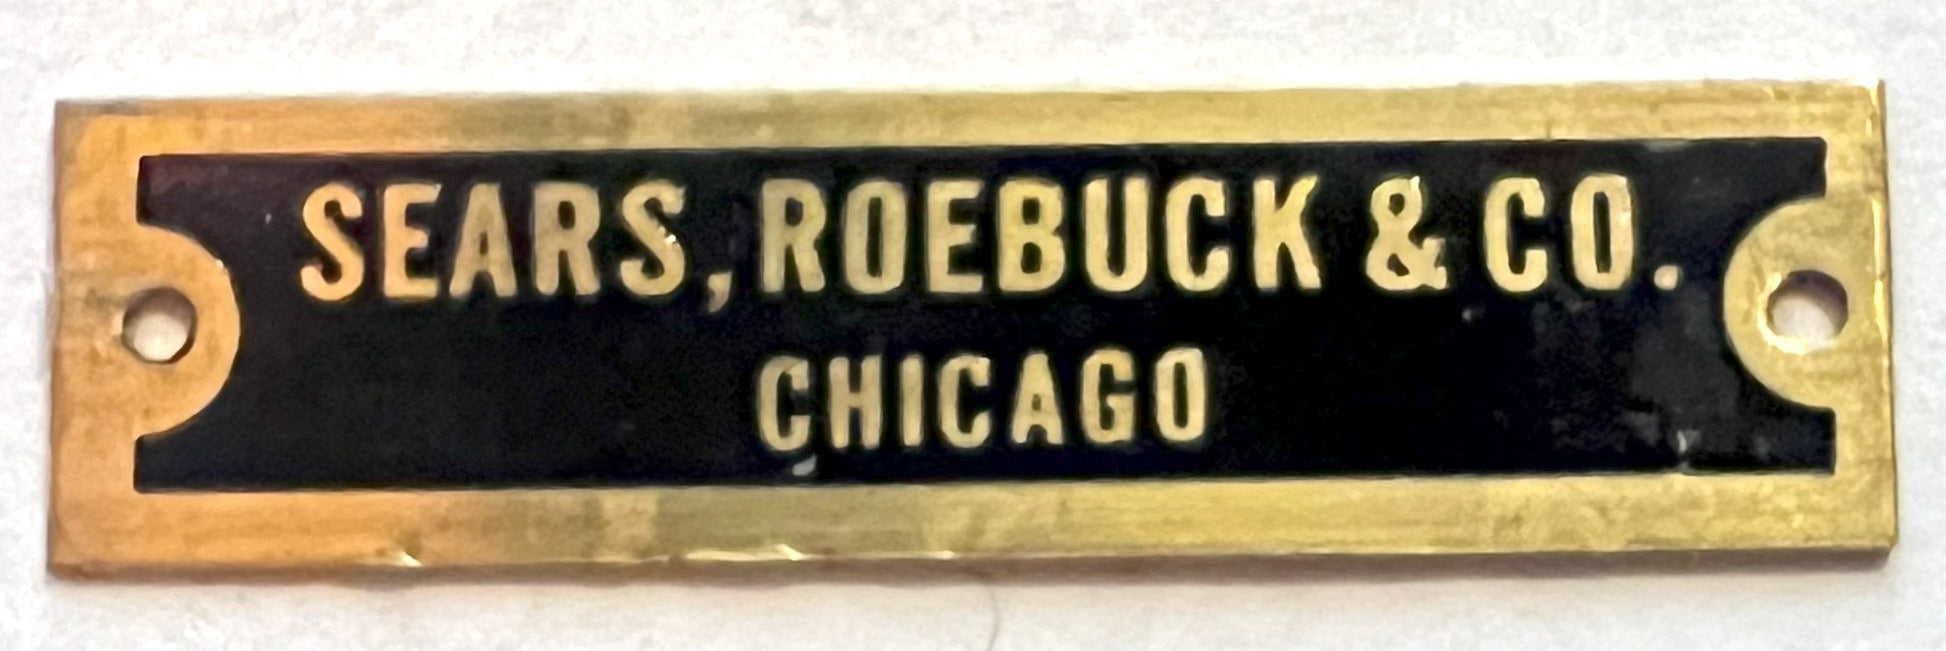 SEARS, ROEBUCK & CO.
CHICAGO